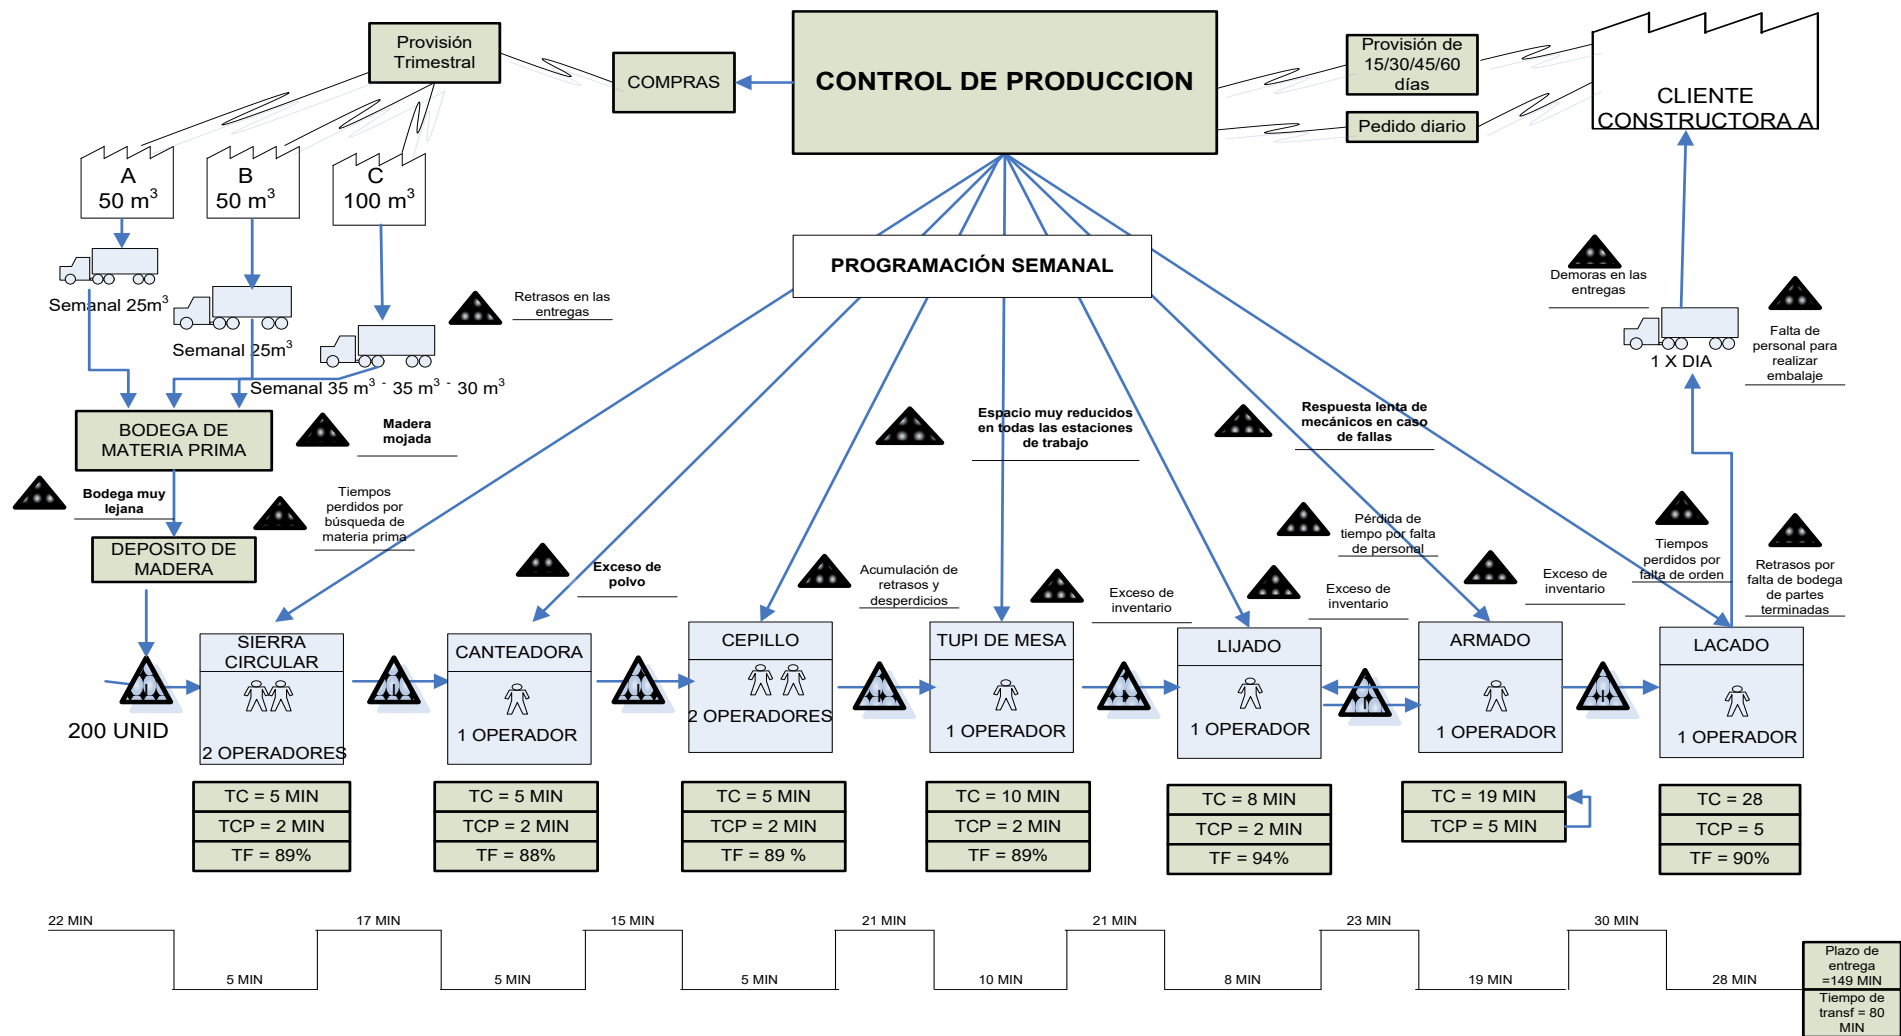 Provisión
Trimestral
COMPRAS
CONTROL DE PRODUCCION
Provisión de
15/30/45/60
días
Pedido diario
CLIENTE
CONSTRUCTORA A
A
50 m³
B
50 m³
C
100 m³
Semanal 25m³
Semanal 25m³
Semanal 35 m³ - 35 m³ - 30 m³
Retrasos en las
entregas
PROGRAMACIÓN SEMANAL
Demoras en las
entregas
1 X DIA
Falta de
personal para
realizar
embalaje
BODEGA DE
MATERIA PRIMA
Madera
mojada
Espacio muy reducidos
en todas las estaciones
de trabajo
Respuesta lenta de
mecánicos en caso
de fallas
Bodega muy
lejana
Tiempos
perdidos por
búsqueda de
materia prima
DEPOSITO DE
MADERA
Exceso de
polvo
Acumulación de
retrasos y
desperdicios
Exceso de
inventario
Pérdida de
tiempo por falta
de personal
Exceso de
inventario
Exceso de
inventario
Tiempos
perdidos por
falta de orden
Retrasos por
falta de bodega
de partes
terminadas
200 UNID
I
I
I
I
I
I
I
SIERRA
CIRCULAR
2 OPERADORES
CANTEADORA
1 OPERADOR
CEPILLO
2 OPERADORES
TUPI DE MESA
1 OPERADOR
LIJADO
1 OPERADOR
ARMADO
1 OPERADOR
LACADO
1 OPERADOR
TC = 5 MIN
TCP = 2 MIN
TF = 89%
TC = 5 MIN
TCP = 2 MIN
TF = 88%
TC = 5 MIN
TCP = 2 MIN
TF = 89 %
TC = 10 MIN
TCP = 2 MIN
TF = 89%
TC = 8 MIN
TCP = 2 MIN
TF = 94%
TC = 19 MIN
TCP = 5 MIN
TC = 28
TCP = 5
TF = 90%
22 MIN
5 MIN
17 MIN
5 MIN
15 MIN
5 MIN
21 MIN
10 MIN
21 MIN
8 MIN
23 MIN
19 MIN
30 MIN
28 MIN
Plazo de
entrega
=149 MIN
Tiempo de
transf = 80
MIN